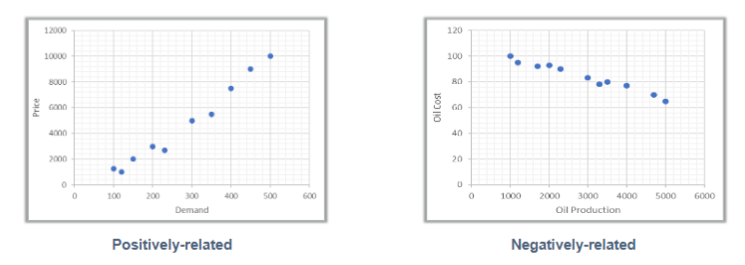 12000
10000
8000
6000
4000
2000
0
Price
0 100 200 300 400 500 600
Demand
Positively-related
120
100
80
60
40
20
0
Oil Cost
0 1000 2000 3000 4000 5000 6000
Oil Production
Negatively-related